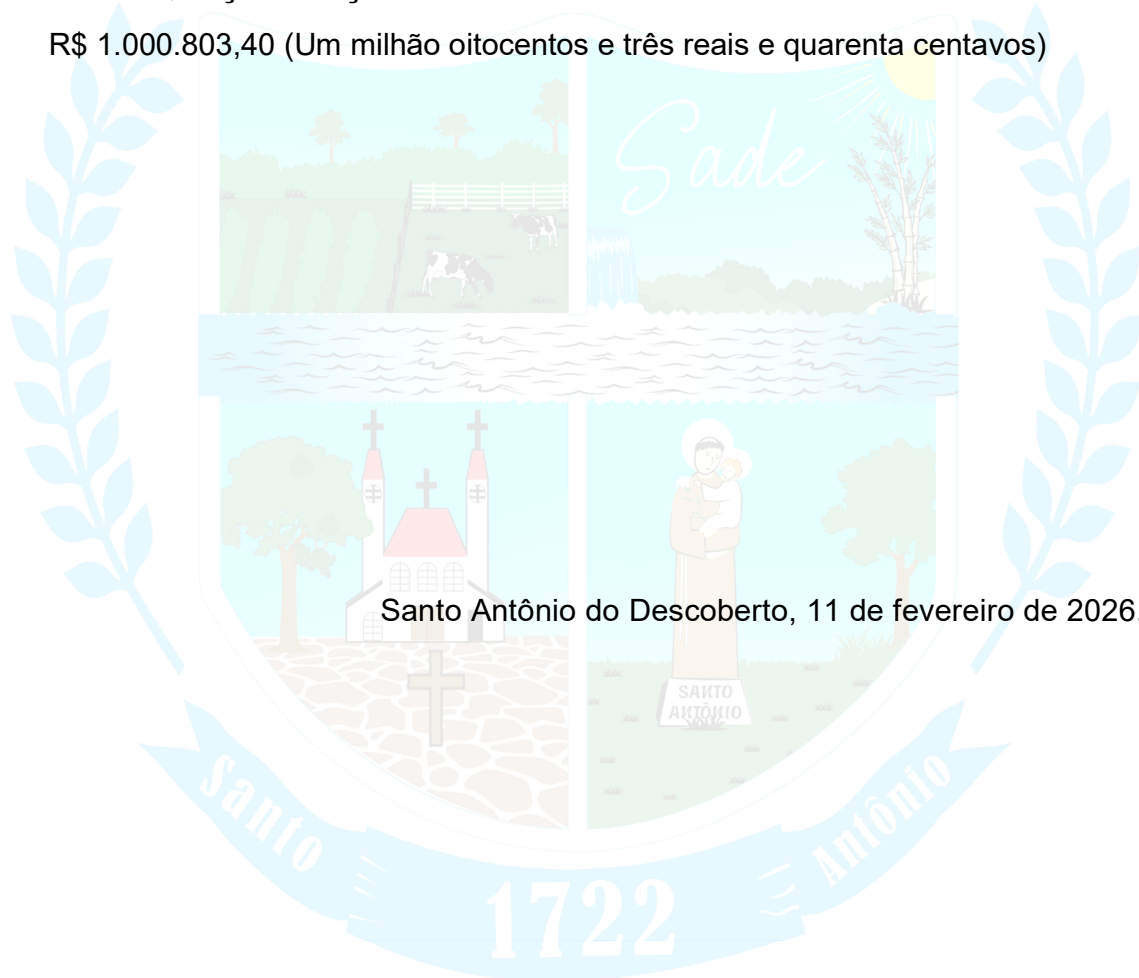 R$ 1.000.803,40 (Um milhão oitocentos e três reais e quarenta centavos)
Sade
Santo Antônio do Descoberto, 11 de fevereiro de 2026.
SANTO
ANTÔNIO
Santo
1722
Antônio